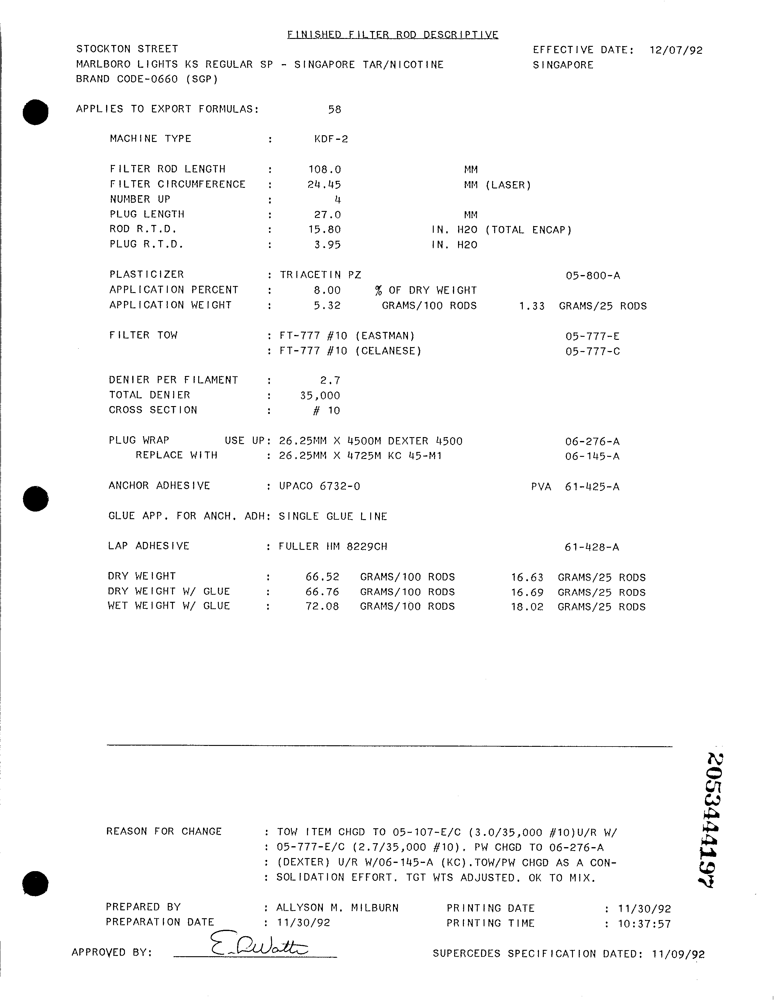 FINISHED FILTER ROD DESCRIPTIVE
STOCKTON STREET EFFECTIVE DATE: 12/07/92
MARLBORO LIGHTS KS REGULAR SP - SINGAPORE TAR/NICOTINE SINGAPORE
BRAND CODE-0660 (SGP)
APPLIES TO EXPORT FORMULAS: 58
MACHINE TYPE : KDF-2
FILTER ROD LENGTH : 108.0 MM
FILTER CIRCUMFERENCE : 24.45 MM (LASER)
NUMBER UP : 4
PLUG LENGTH : 27.0 MM
ROD R.T.D. : 15.80 IN. H2O (TOTAL ENCAP)
PLUG R.T.D. : 3.95 IN. H2O
PLASTICIZER : TRIACETIN PZ 05-800-A
APPLICATION PERCENT : 8.00 % OF DRY WEIGHT
APPLICATION WEIGHT : 5.32 GRAMS/100 RODS 1.33 GRAMS/25 RODS
FILTER TOW : FT-777 #10 (EASTMAN) 05-777-E
: FT-777 #10 (CELANESE) 05-777-C
DENIER PER FILAMENT : 2.7
TOTAL DENIER : 35,000
CROSS SECTION : # 10
PLUG WRAP USE UP: 26.25MM X 4500M DEXTER 4500 06-276-A
REPLACE WITH : 26.25MM X 4725M KC 45-M1 06-145-A
ANCHOR ADHESIVE : UPACO 6732-0 PVA 61-425-A
GLUE APP. FOR ANCH. ADH: SINGLE GLUE LINE
LAP ADHESIVE : FULLER HM 8229CH 61-428-A
DRY WEIGHT : 66.52 GRAMS/100 RODS 16.63 GRAMS/25 RODS
DRY WEIGHT W/ GLUE : 66.76 GRAMS/100 RODS 16.69 GRAMS/25 RODS
WET WEIGHT W/ GLUE : 72.08 GRAMS/100 RODS 18.02 GRAMS/25 RODS
2053444197
REASON FOR CHANGE : TOW ITEM CHGD TO 05-107-E/C (3.0/35,000 #10)U/R W/
: 05-777-E/C (2.7/35,000 #10). PW CHGD TO 06-276-A
: (DEXTER) U/R W/06-145-A (KC).TOW/PW CHGD AS A CON-
: SOLIDATION EFFORT. TGT WTS ADJUSTED. OK TO MIX.
PREPARED BY : ALLYSON M. MILBURN PRINTING DATE : 11/30/92
PREPARATION DATE : 11/30/92 PRINTING TIME : 10:37:57
APPROVED BY: SUPERCEDES SPECIFICATION DATED: 11/09/92